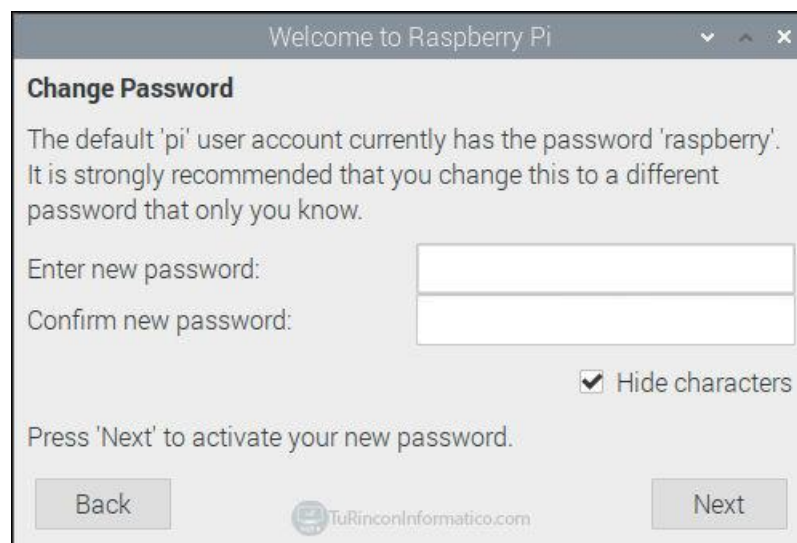 Welcome to Raspberry Pi
Change Password
The default 'pi' user account currently has the password 'raspberry'.
It is strongly recommended that you change this to a different
password that only you know.
Enter new password:
Confirm new password:
Hide characters
Press 'Next' to activate your new password.
Back
TuRinconInformatico.com
Next